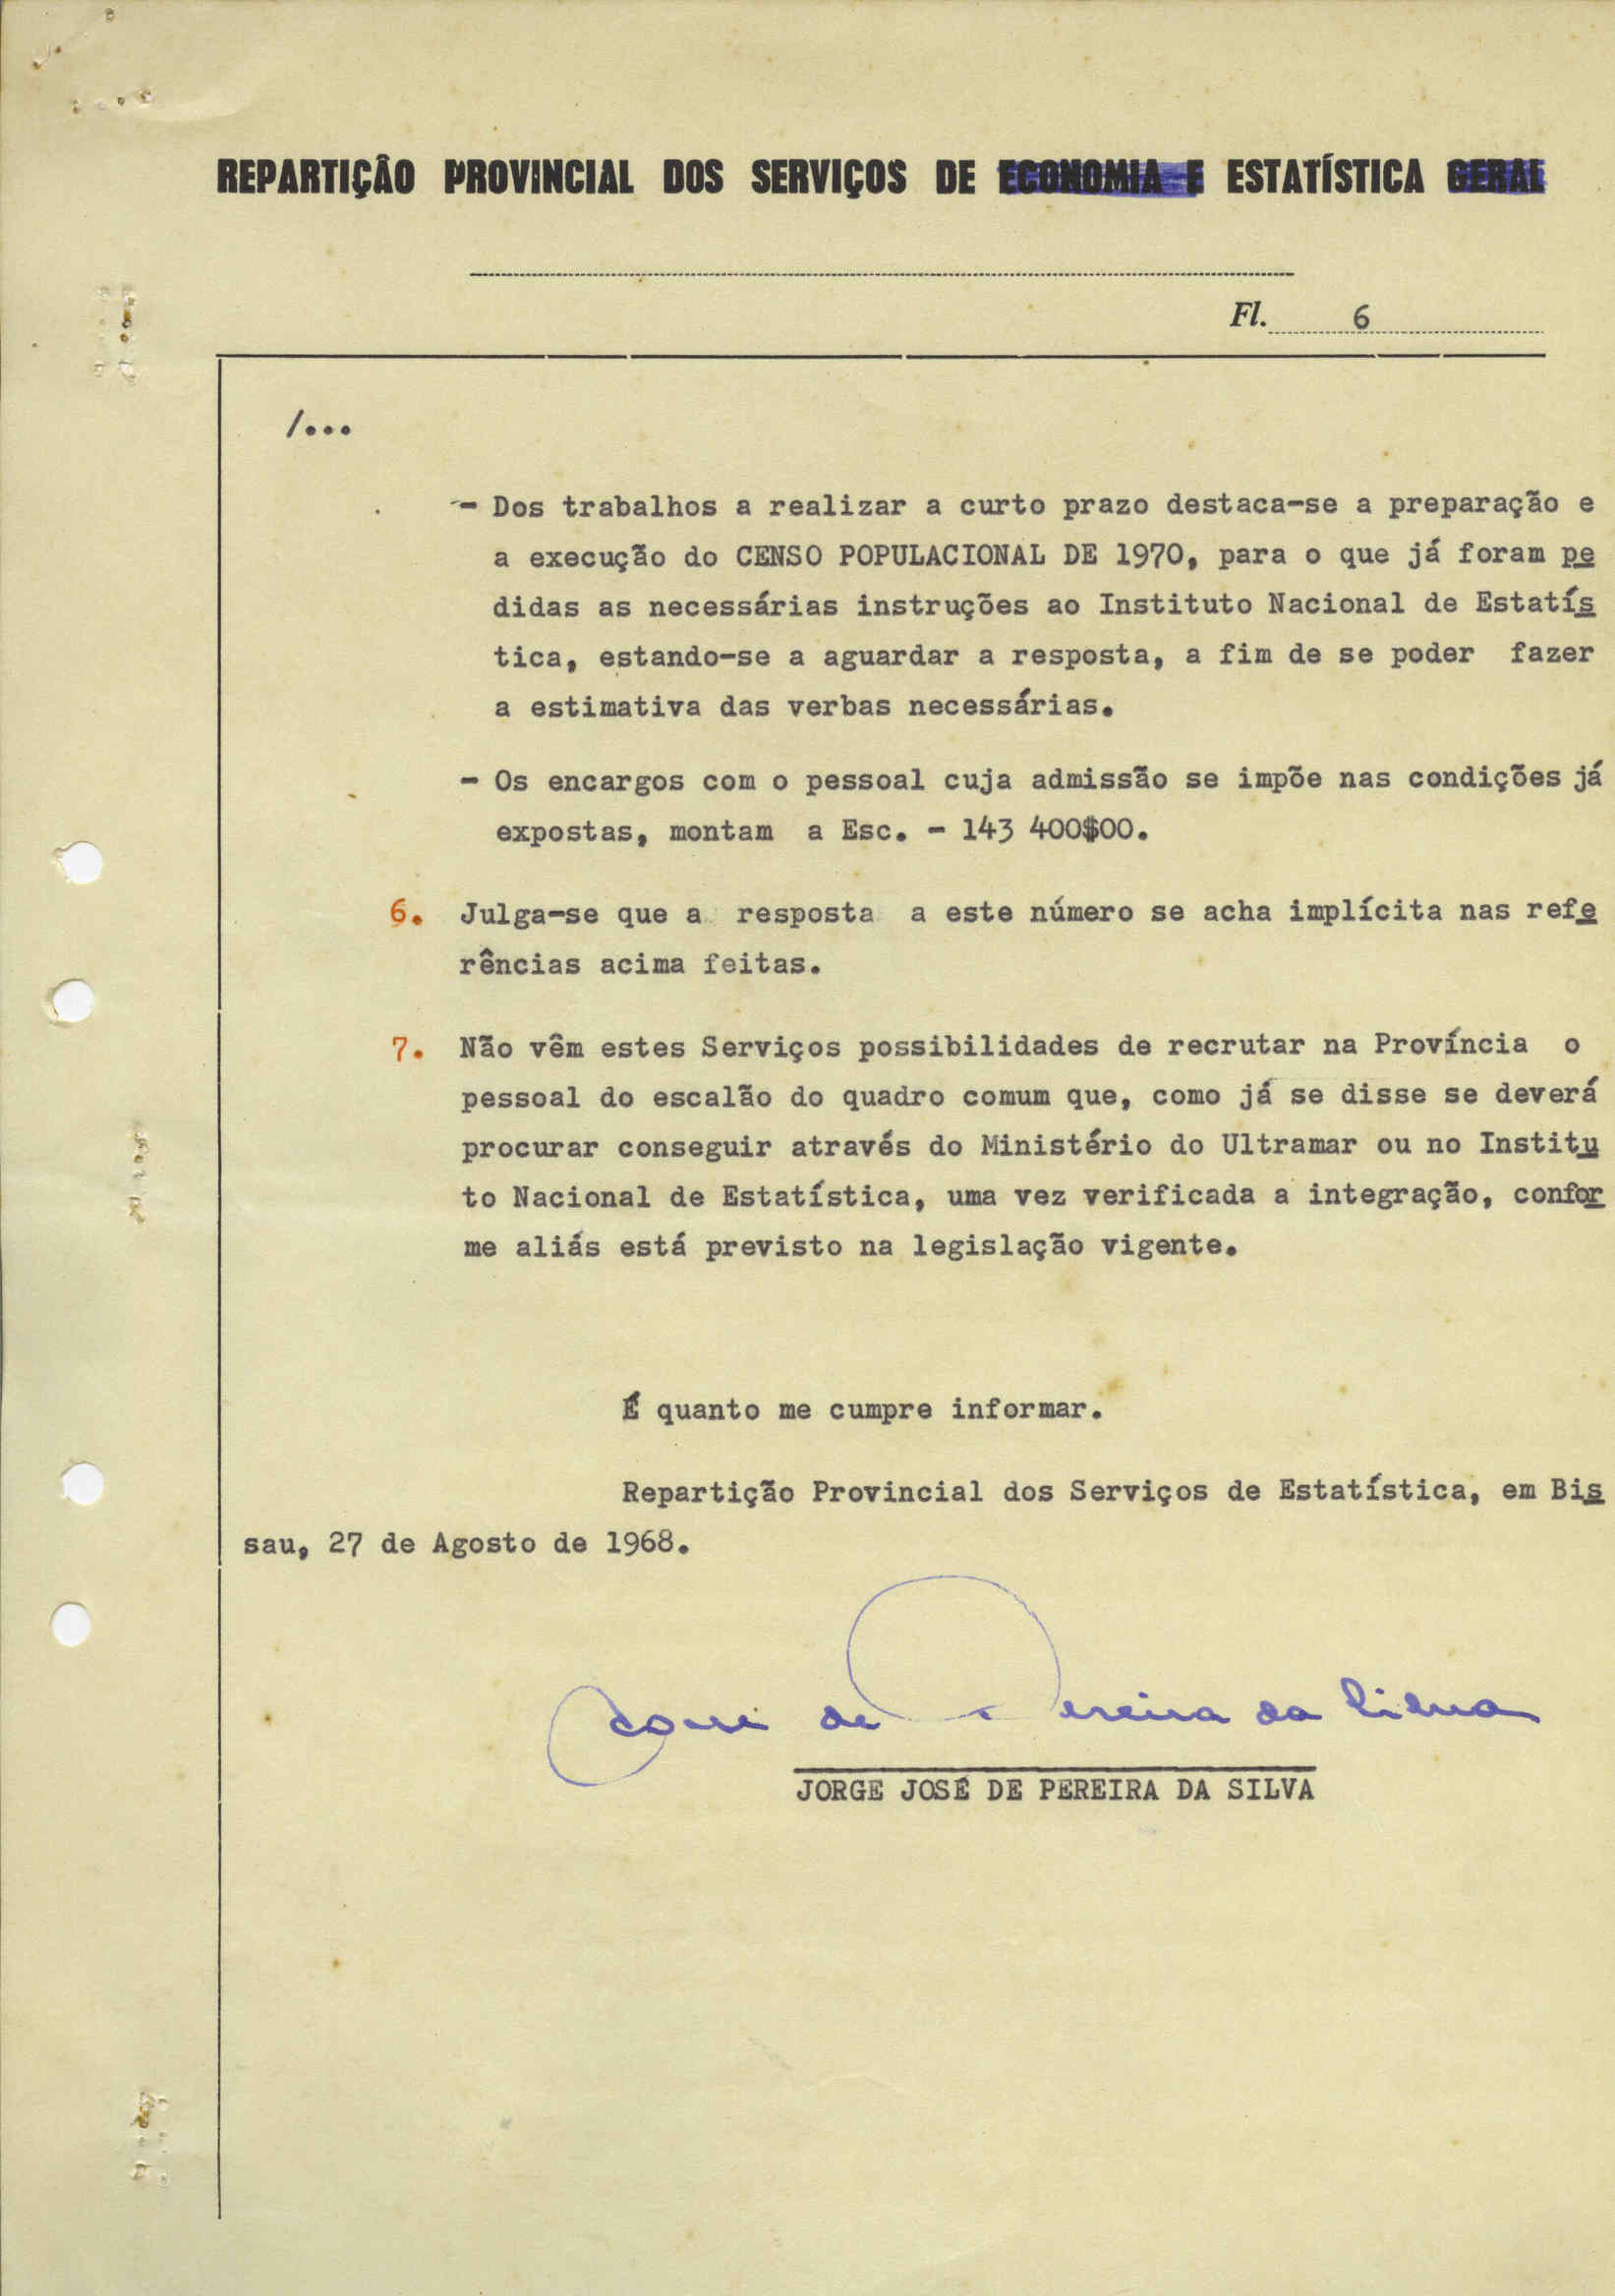 REPARTIÇÃO PROVINCIAL DOS SERVIÇOS DE ECONOMIA E ESTATÍSTICA GERAL
Fl. 6
/...
- Dos trabalhos a realizar a curto prazo destaca-se a preparação e
a execução do CENSO POPULACIONAL DE 1970, para o que já foram pe
didas as necessárias instruções ao Instituto Nacional de Estatís
tica, estando-se a aguardar a resposta, a fim de se poder fazer
a estimativa das verbas necessárias.
- Os encargos com o pessoal cuja admissão se impõe nas condições já
expostas, montam a Esc. - 143 400$00.
6. Julga-se que a resposta a este número se acha implícita nas refe
rências acima feitas.
7. Não vêm estes Serviços possibilidades de recrutar na Província o
pessoal do escalão do quadro comum que, como já se disse se deverá
procurar conseguir através do Ministério do Ultramar ou no Institu
to Nacional de Estatística, uma vez verificada a integração, confor
me aliás está previsto na legislação vigente.
É quanto me cumpre informar.
Repartição Provincial dos Serviços de Estatística, em Bis
sau, 27 de Agosto de 1968.
de Pereira da Silva
JORGE JOSÉ DE PEREIRA DA SILVA